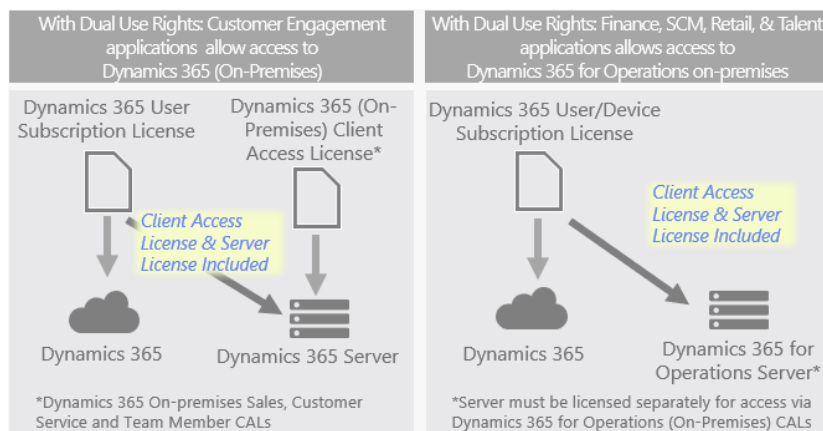 With Dual Use Rights: Customer Engagement
applications allow access to
Dynamics 365 (On-Premises)
Dynamics 365 User
Subscription License
Dynamics 365 (On-
Premises) Client
Access License*
Client Access
License & Server
License Included
Dynamics 365
Dynamics 365 Server
*Dynamics 365 On-premises Sales, Customer
Service and Team Member CALs
With Dual Use Rights: Finance, SCM, Retail, & Talent
applications allows access to
Dynamics 365 for Operations on-premises
Dynamics 365 User/Device
Subscription License
Client Access
License & Server
License Included
Dynamics 365
Dynamics 365 for
Operations Server*
*Server must be licensed separately for access via
Dynamics 365 for Operations (On-Premises) CALs